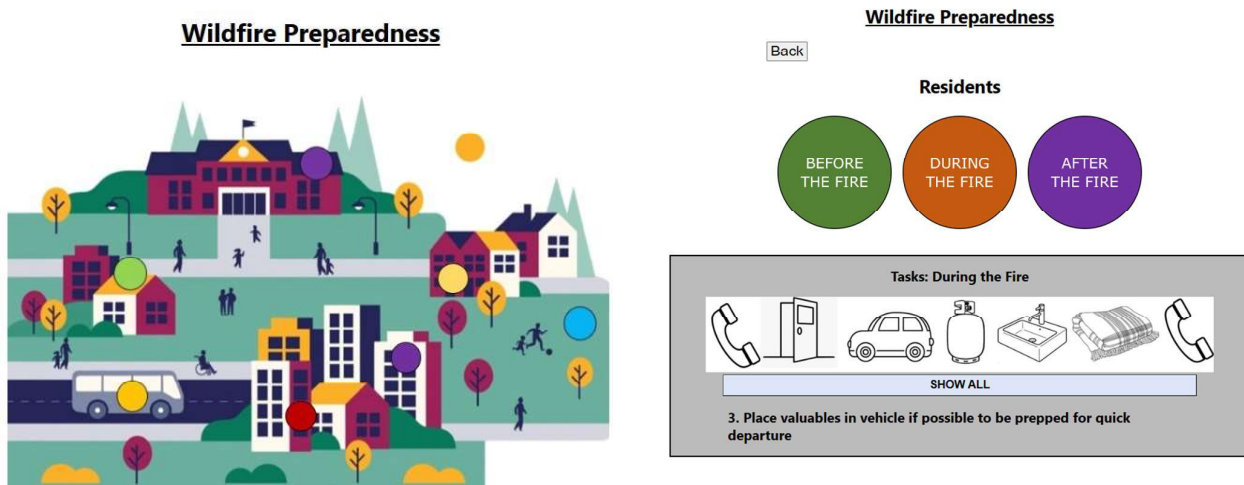 Wildfire Preparedness
Wildfire Preparedness
Back
Residents
BEFORE
THE FIRE
DURING
THE FIRE
AFTER
THE FIRE
Tasks: During the Fire
SHOW ALL
3. Place valuables in vehicle if possible to be prepped for quick
departure